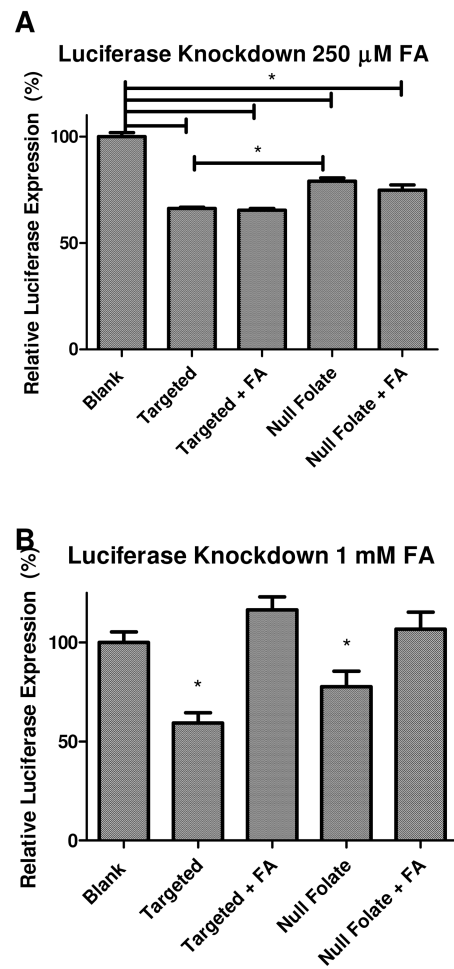 A
Luciferase Knockdown 250 μM FA
Relative Luciferase Expression (%)
*
*
100
50
0
Blank
Targeted
Targeted + FA
Null Folate
Null Folate + FA
B
Luciferase Knockdown 1 mM FA
Relative Luciferase Expression (%)
*
*
100
50
0
Blank
Targeted
Targeted + FA
Null Folate
Null Folate + FA